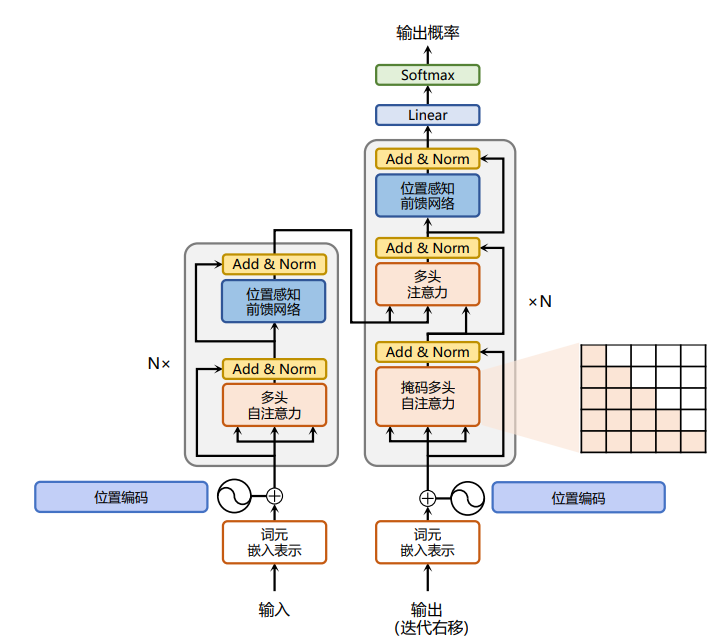 输出概率
Softmax
Linear
Add & Norm
位置感知
前馈网络
Add & Norm
多头
注意力
×N
Add & Norm
掩码多头
自注意力
Add & Norm
位置感知
前馈网络
N×
Add & Norm
多头
自注意力
位置编码
位置编码
词元
嵌入表示
词元
嵌入表示
输入
输出
(迭代右移)